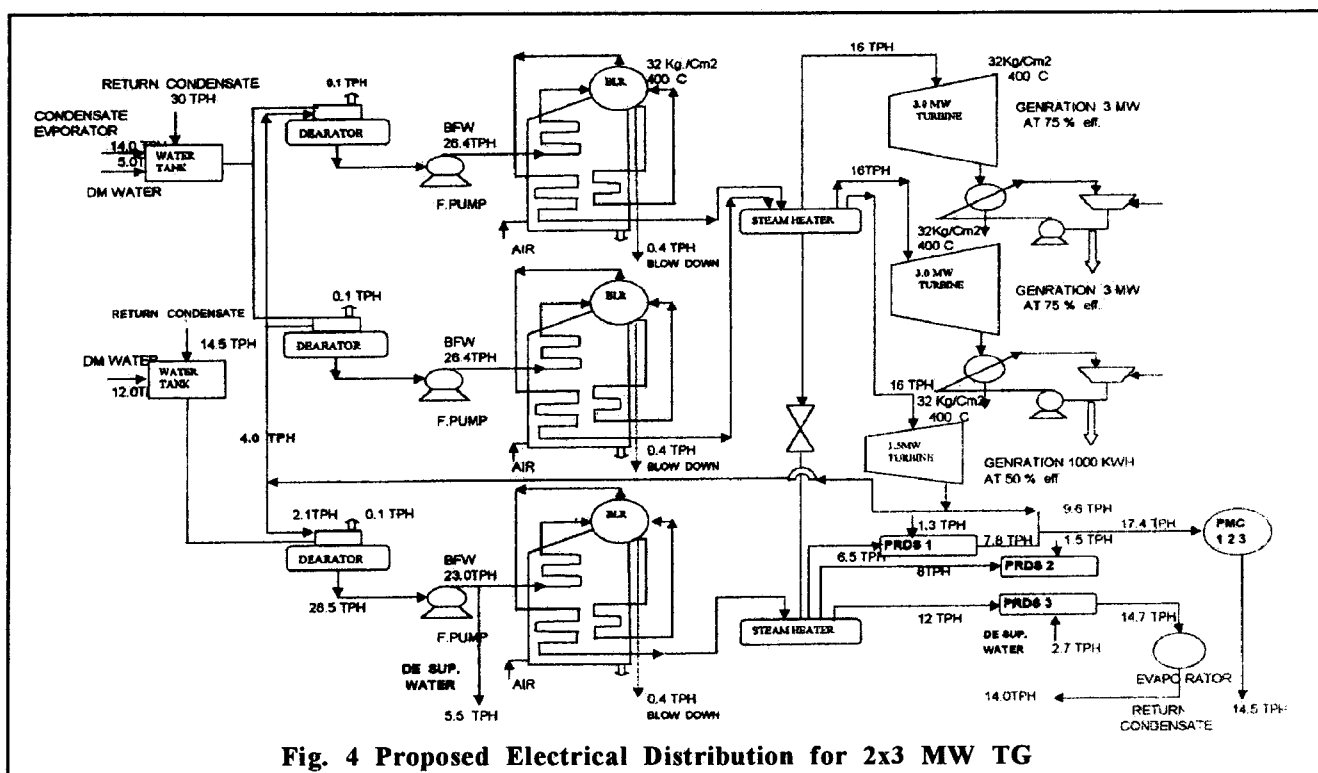 RETURN CONDENSATE
30 TPH
CONDENSATE
EVPORATOR
14.0 TPH
5.0T
WATER
TANK
DM WATER
0.1 TPH
DEARATOR
BFW
26.4TPH
F.PUMP
BLR
32 Kg./Cm2
400 C
AIR
0.4 TPH
BLOW DOWN
16 TPH
32Kg/Cm2
400 C
3.0 MW
TURBINE
GENRATION 3 MW
AT 75 % eff.
STEAM HEATER
16TPH
32Kg/Cm2
400 C
3.0 MW
TURBINE
GENRATION 3 MW
AT 75 % eff.
RETURN CONDENSATE
14.5 TPH
DM WATER
12.0T
WATER
TANK
0.1 TPH
DEARATOR
BFW
26.4TPH
F.PUMP
BLR
AIR
0.4 TPH
BLOW DOWN
16 TPH
32 Kg/Cm2
400 C
1.5MW
TURBINE
GENRATION 1000 KWH
AT 50 % eff
4.0 TPH
2.1TPH
0.1 TPH
DEARATOR
28.5TPH
BFW
23.0TPH
F.PUMP
DE SUP.
WATER
5.5 TPH
BLR
AIR
0.4 TPH
BLOW DOWN
STEAM HEATER
1.3 TPH
PRDS 1
6.5TPH
7.8 TPH
9.6 TPH
17.4 TPH
PMC
1 2 3
1.5TPH
PRDS 2
8TPH
PRDS 3
12 TPH
14.7 TPH
DE SUP.
WATER
2.7 TPH
EVAPORATOR
14.0TPH
RETURN
CONDENSATE
14.5 TPH
Fig. 4 Proposed Electrical Distribution for 2x3 MW TG